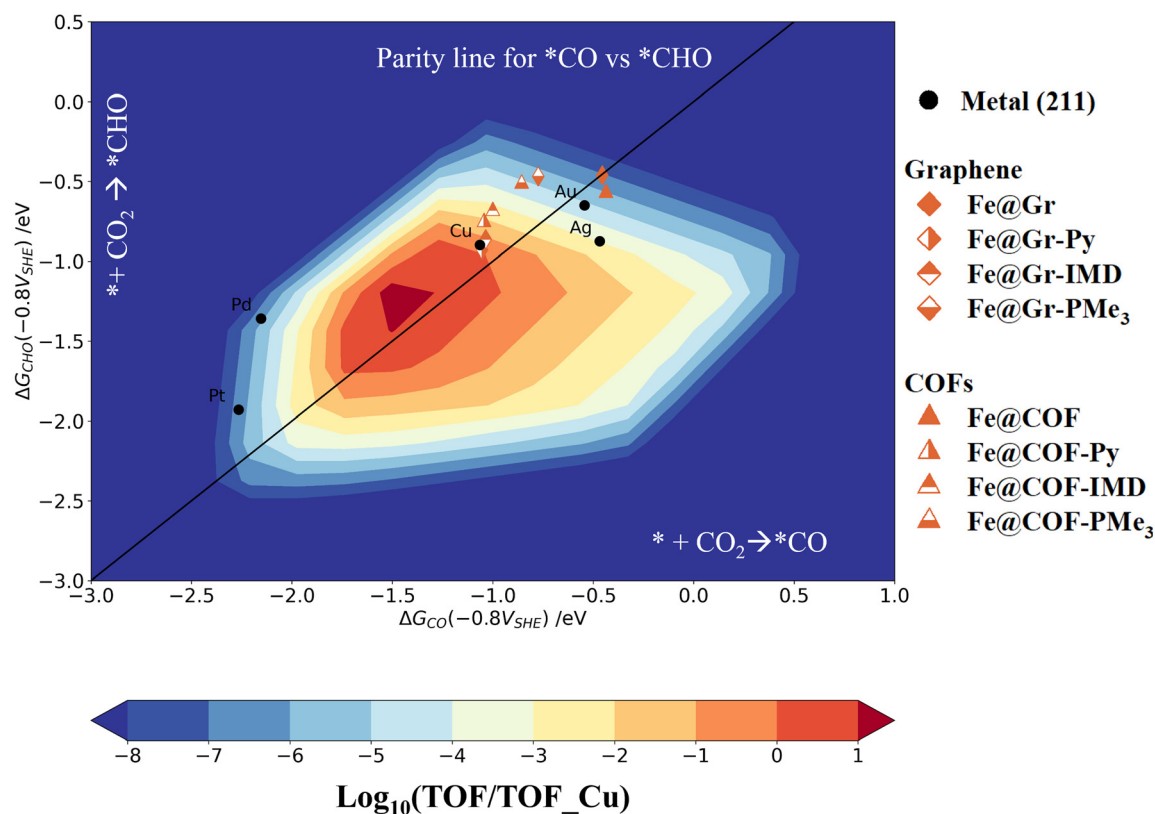 Parity line for *CO vs *CHO
*+ CO₂ → *CHO
* + CO₂→*CO
0.5
0.0
−0.5
−1.0
−1.5
−2.0
−2.5
−3.0
ΔG_CHO(−0.8V_SHE) /eV
Au
Ag
Cu
Pd
Pt
−3.0 −2.5 −2.0 −1.5 −1.0 −0.5 0.0 0.5 1.0
ΔG_CO(−0.8V_SHE) /eV
Metal (211)
Graphene
Fe@Gr
Fe@Gr-Py
Fe@Gr-IMD
Fe@Gr-PMe₃
COFs
Fe@COF
Fe@COF-Py
Fe@COF-IMD
Fe@COF-PMe₃
−8 −7 −6 −5 −4 −3 −2 −1 0 1
Log₁₀(TOF/TOF_Cu)